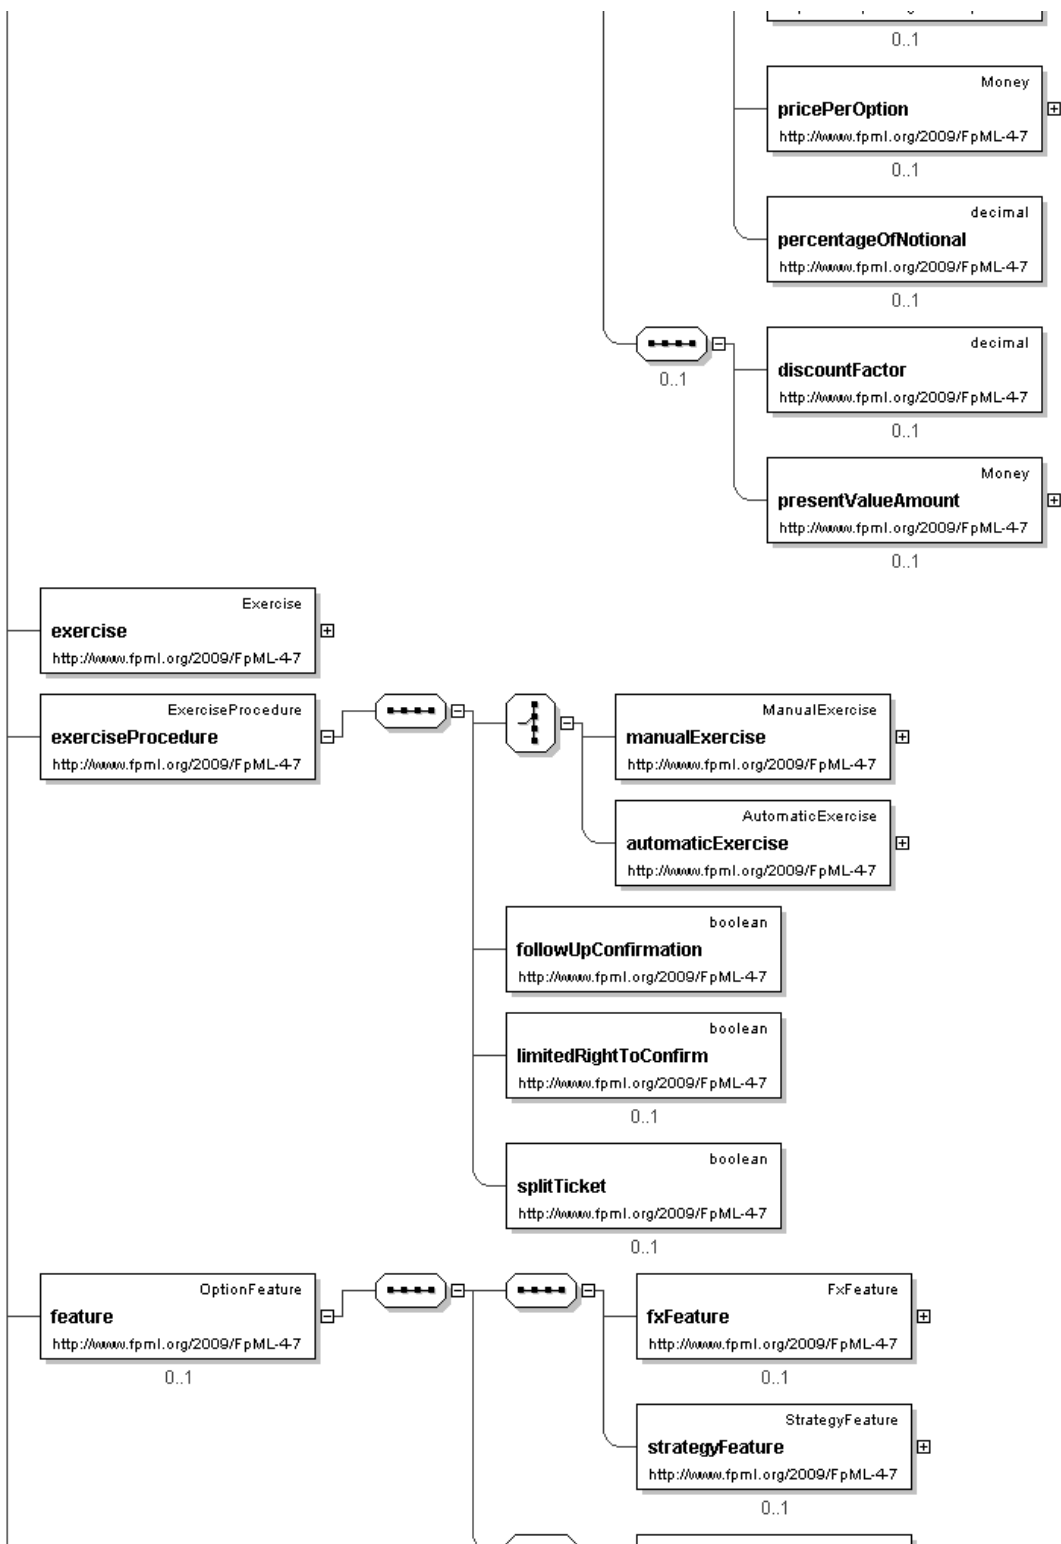 0..1
Money
pricePerOption
http://www.fpml.org/2009/FpML-4-7
0..1
decimal
percentageOfNotional
http://www.fpml.org/2009/FpML-4-7
0..1
0..1
decimal
discountFactor
http://www.fpml.org/2009/FpML-4-7
0..1
Money
presentValueAmount
http://www.fpml.org/2009/FpML-4-7
0..1
Exercise
exercise
http://www.fpml.org/2009/FpML-4-7
ExerciseProcedure
exerciseProcedure
http://www.fpml.org/2009/FpML-4-7
ManualExercise
manualExercise
http://www.fpml.org/2009/FpML-4-7
AutomaticExercise
automaticExercise
http://www.fpml.org/2009/FpML-4-7
boolean
followUpConfirmation
http://www.fpml.org/2009/FpML-4-7
boolean
limitedRightToConfirm
http://www.fpml.org/2009/FpML-4-7
0..1
boolean
splitTicket
http://www.fpml.org/2009/FpML-4-7
0..1
OptionFeature
feature
http://www.fpml.org/2009/FpML-4-7
0..1
FxFeature
fxFeature
http://www.fpml.org/2009/FpML-4-7
0..1
StrategyFeature
strategyFeature
http://www.fpml.org/2009/FpML-4-7
0..1